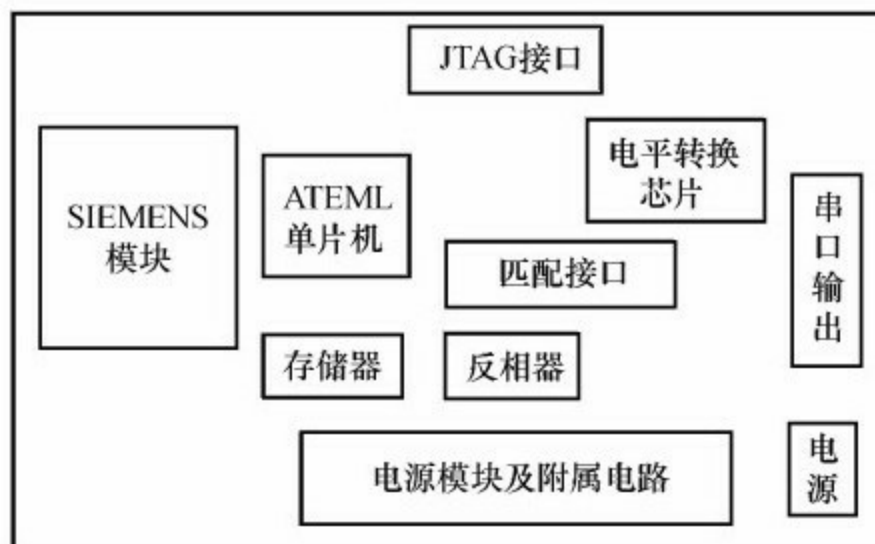 JTAG接口
电平转换
芯片
SIEMENS
模块
ATEML
单片机
串口输出
匹配接口
存储器
反相器
电源模块及附属电路
电源